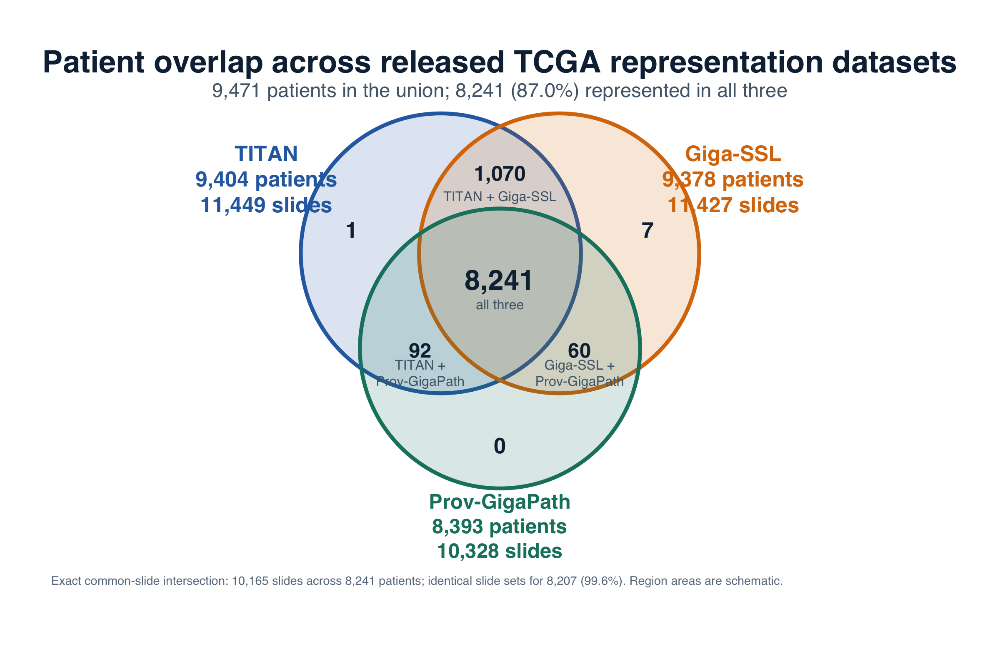 Patient overlap across released TCGA representation datasets
9,471 patients in the union; 8,241 (87.0%) represented in all three
TITAN
9,404 patients
11,449 slides
Giga-SSL
9,378 patients
11,427 slides
1,070
TITAN + Giga-SSL
1
7
8,241
all three
92
TITAN +
Prov-GigaPath
60
Giga-SSL +
Prov-GigaPath
0
Prov-GigaPath
8,393 patients
10,328 slides
Exact common-slide intersection: 10,165 slides across 8,241 patients; identical slide sets for 8,207 (99.6%). Region areas are schematic.